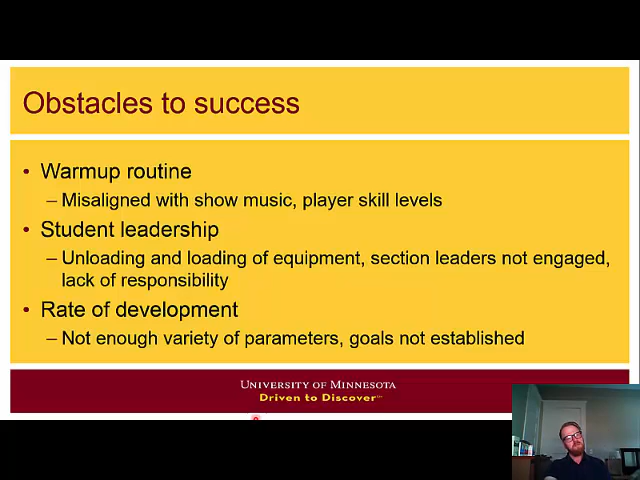 Obstacles to success
• Warmup routine
– Misaligned with show music, player skill levels
• Student leadership
– Unloading and loading of equipment, section leaders not engaged,
lack of responsibility
• Rate of development
– Not enough variety of parameters, goals not established
UNIVERSITY OF MINNESOTA
Driven to Discover℠